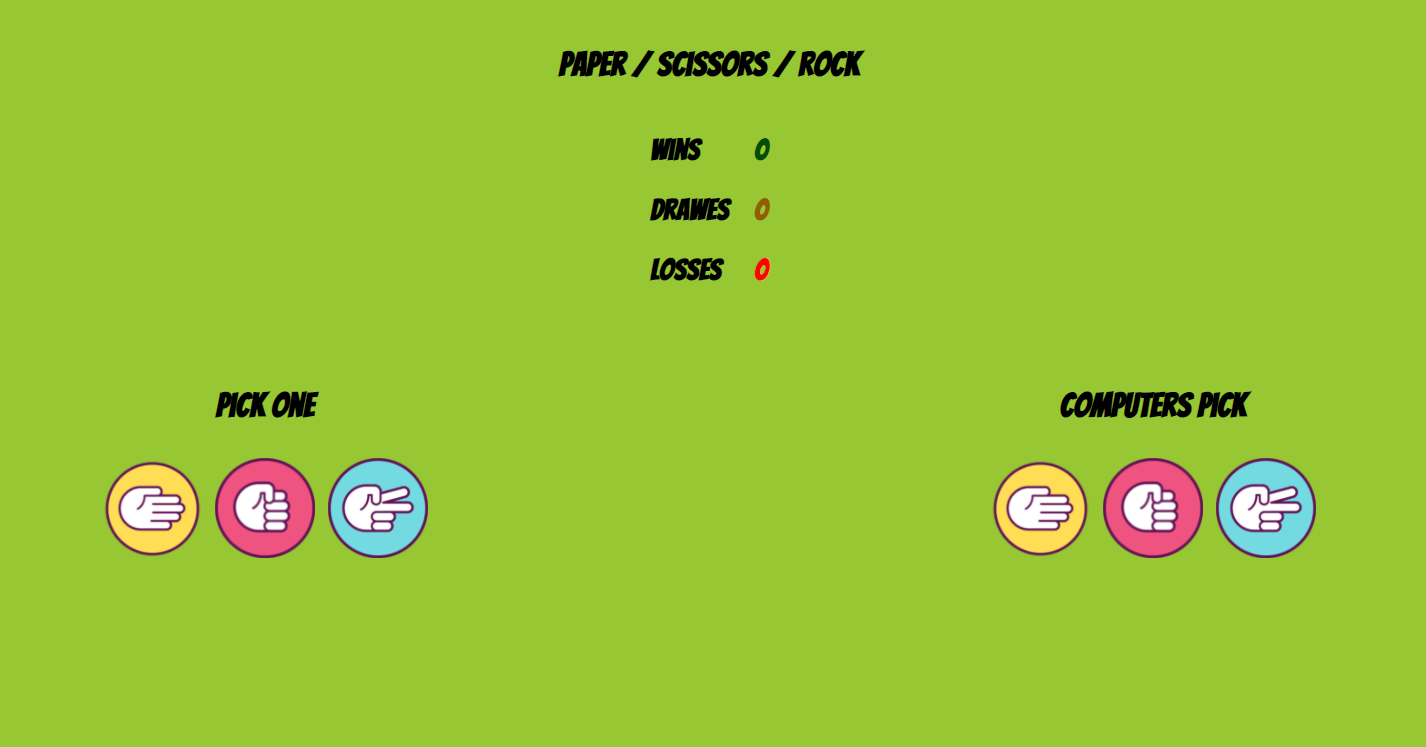 PAPER / SCISSORS / ROCK
WINS 0
DRAWES 0
LOSSES 0
PICK ONE
COMPUTERS PICK